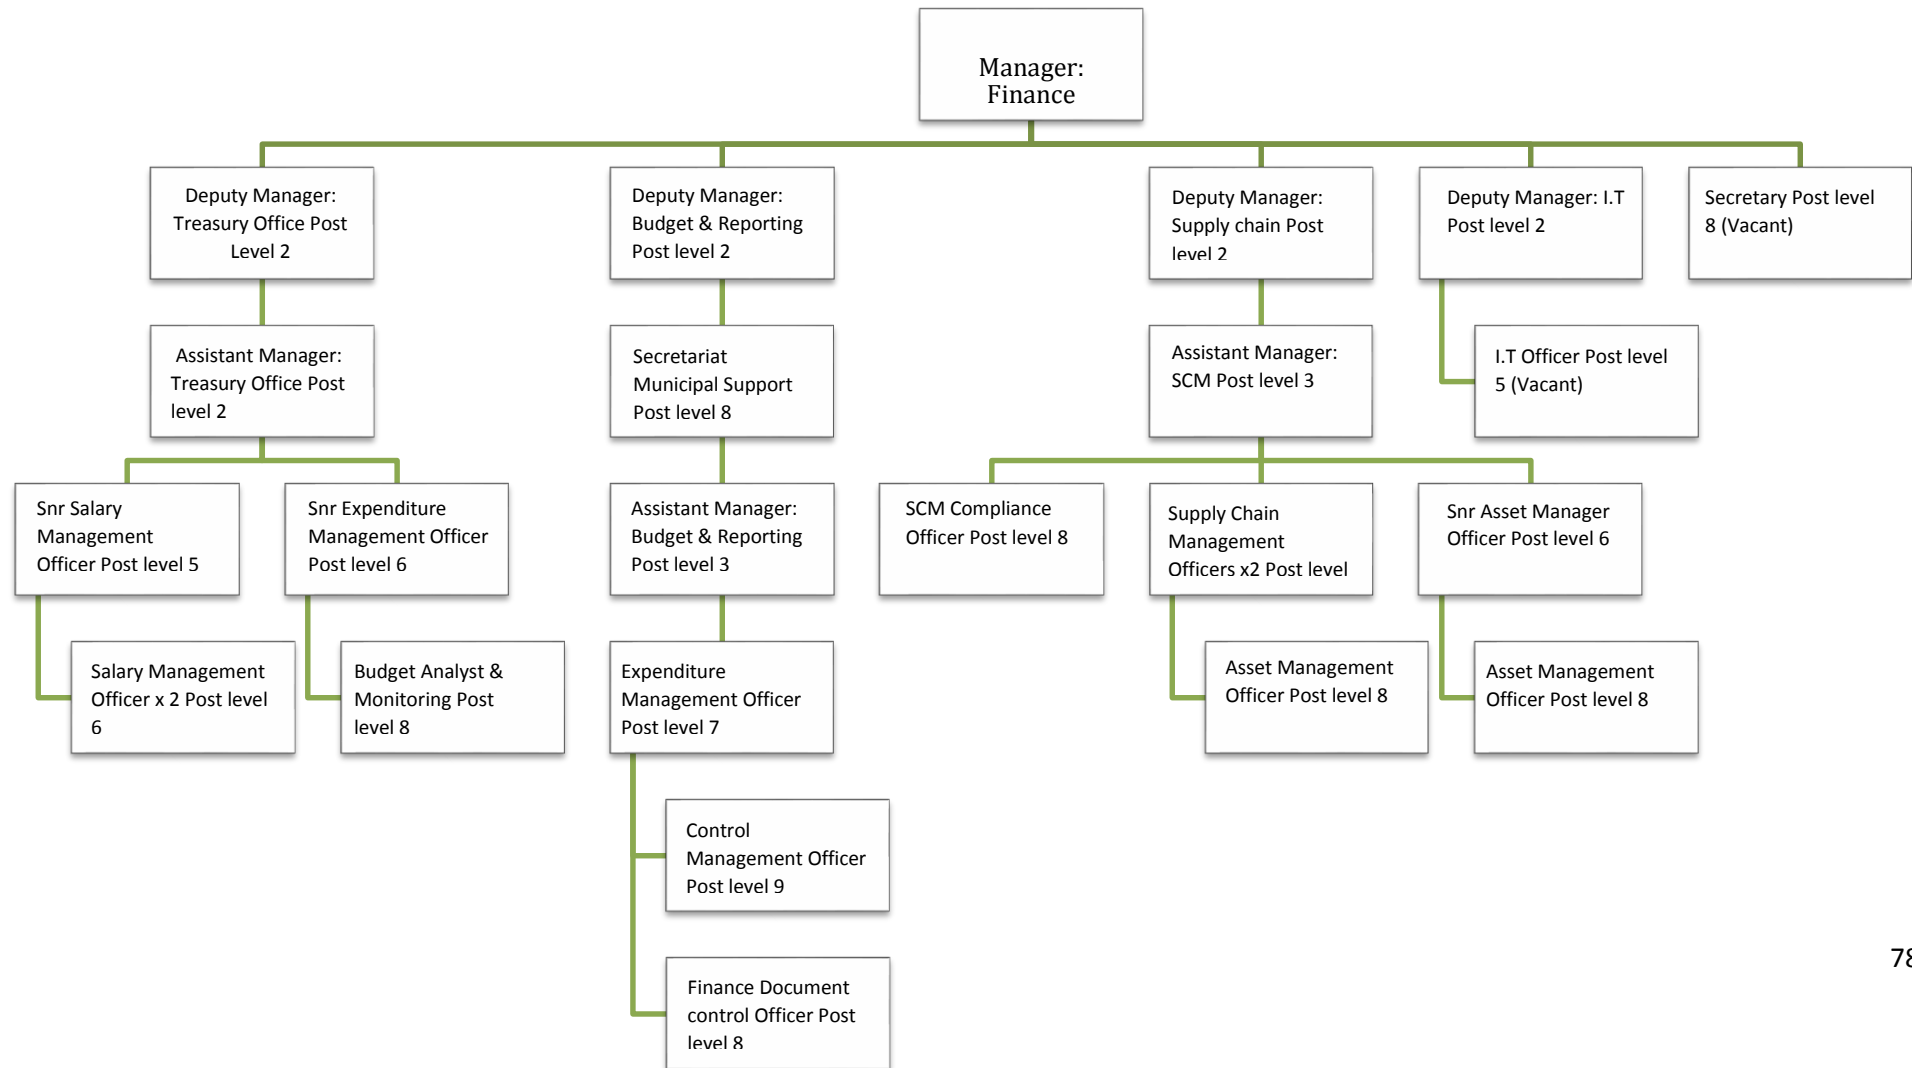 Manager:
Finance
Deputy Manager:
Treasury Office Post
Level 2
Deputy Manager:
Budget & Reporting
Post level 2
Deputy Manager:
Supply chain Post
level 2
Deputy Manager: I.T
Post level 2
Secretary Post level
8 (Vacant)
Assistant Manager:
Treasury Office Post
level 2
Secretariat
Municipal Support
Post level 8
Assistant Manager:
SCM Post level 3
I.T Officer Post level
5 (Vacant)
Snr Salary
Management
Officer Post level 5
Snr Expenditure
Management Officer
Post level 6
Assistant Manager:
Budget & Reporting
Post level 3
SCM Compliance
Officer Post level 8
Supply Chain
Management
Officers x2 Post level
Snr Asset Manager
Officer Post level 6
Salary Management
Officer x 2 Post level
6
Budget Analyst &
Monitoring Post
level 8
Expenditure
Management Officer
Post level 7
Asset Management
Officer Post level 8
Asset Management
Officer Post level 8
Control
Management Officer
Post level 9
Finance Document
control Officer Post
level 8
78